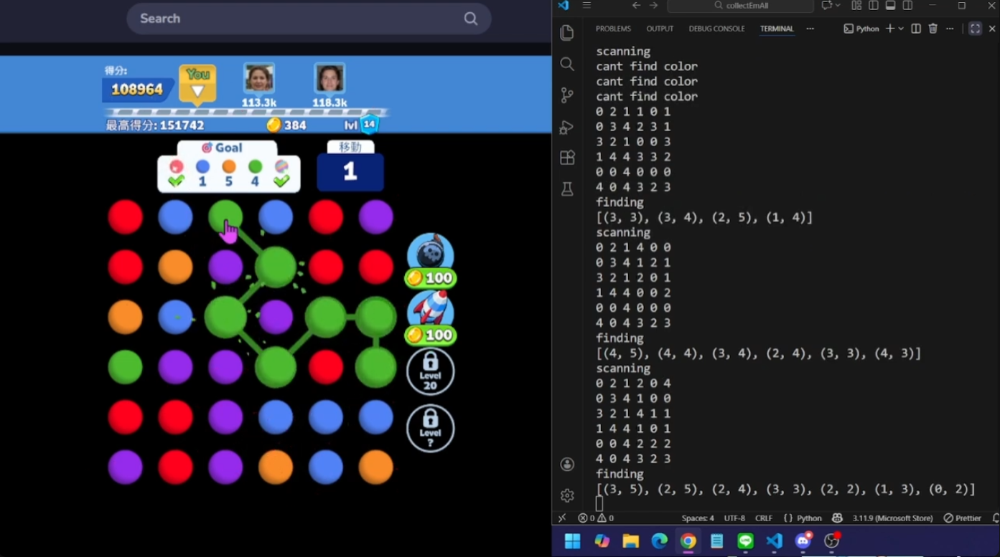 Search
得分:
108964
You
113.3k
118.3k
最高得分: 151742
384
lvl 14
Goal
1 5 4
移動
1
100
100
Level
20
Level
?
collectEmAll
PROBLEMS OUTPUT DEBUG CONSOLE TERMINAL ... Python
scanning
cant find color
cant find color
cant find color
0 2 1 1 0 1
0 3 4 2 3 1
3 2 1 0 0 3
1 4 4 3 3 2
0 0 4 0 0 0
4 0 4 3 2 3
finding
[(3, 3), (3, 4), (2, 5), (1, 4)]
scanning
0 2 1 4 0 0
0 3 4 1 2 1
3 2 1 2 0 1
1 4 4 0 0 2
0 0 4 0 0 0
4 0 4 3 2 3
finding
[(4, 5), (4, 4), (3, 4), (2, 4), (3, 3), (4, 3)]
scanning
0 2 1 2 0 4
0 3 4 1 0 0
3 2 1 4 1 1
1 4 4 1 0 1
0 0 4 2 2 2
4 0 4 3 2 3
finding
[(3, 5), (2, 5), (2, 4), (3, 3), (2, 2), (1, 3), (0, 2)]
0 0 Spaces: 4 UTF-8 CRLF { } Python 3.11.9 (Microsoft Store) Prettier